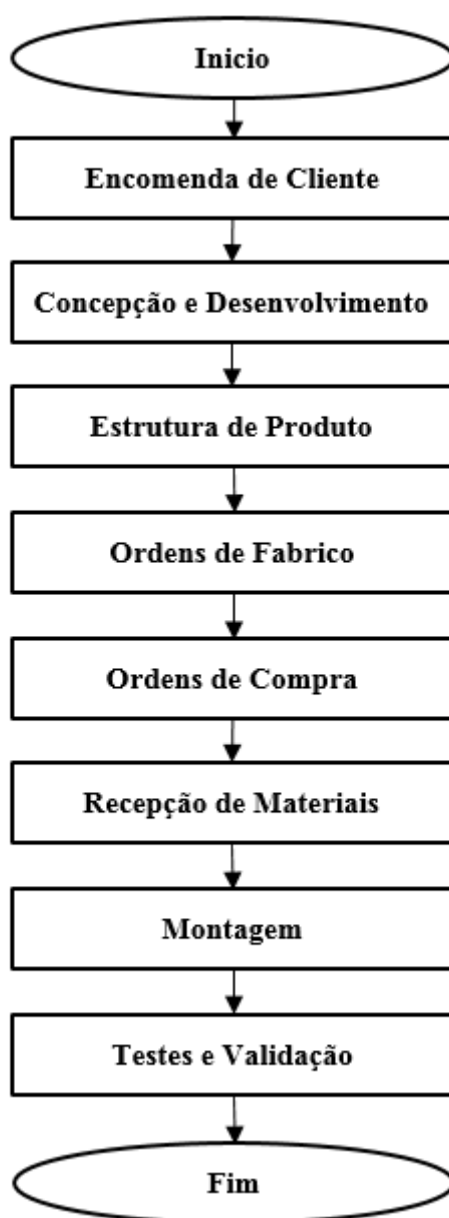 Inicio
Encomenda de Cliente
Concepção e Desenvolvimento
Estrutura de Produto
Ordens de Fabrico
Ordens de Compra
Recepção de Materiais
Montagem
Testes e Validação
Fim